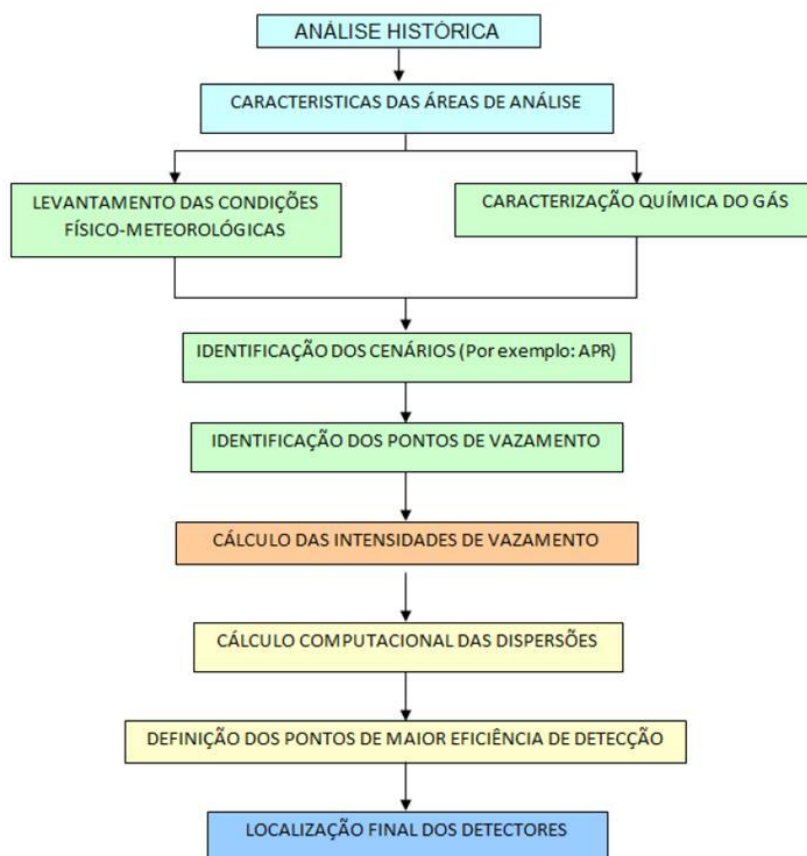 ANÁLISE HISTÓRICA
CARACTERISTICAS DAS ÁREAS DE ANÁLISE
LEVANTAMENTO DAS CONDIÇÕES
FÍSICO-METEOROLÓGICAS
CARACTERIZAÇÃO QUÍMICA DO GÁS
IDENTIFICAÇÃO DOS CENÁRIOS (Por exemplo: APR)
IDENTIFICAÇÃO DOS PONTOS DE VAZAMENTO
CÁLCULO DAS INTENSIDADES DE VAZAMENTO
CÁLCULO COMPUTACIONAL DAS DISPERSÕES
DEFINIÇÃO DOS PONTOS DE MAIOR EFICIÊNCIA DE DETECÇÃO
LOCALIZAÇÃO FINAL DOS DETECTORES